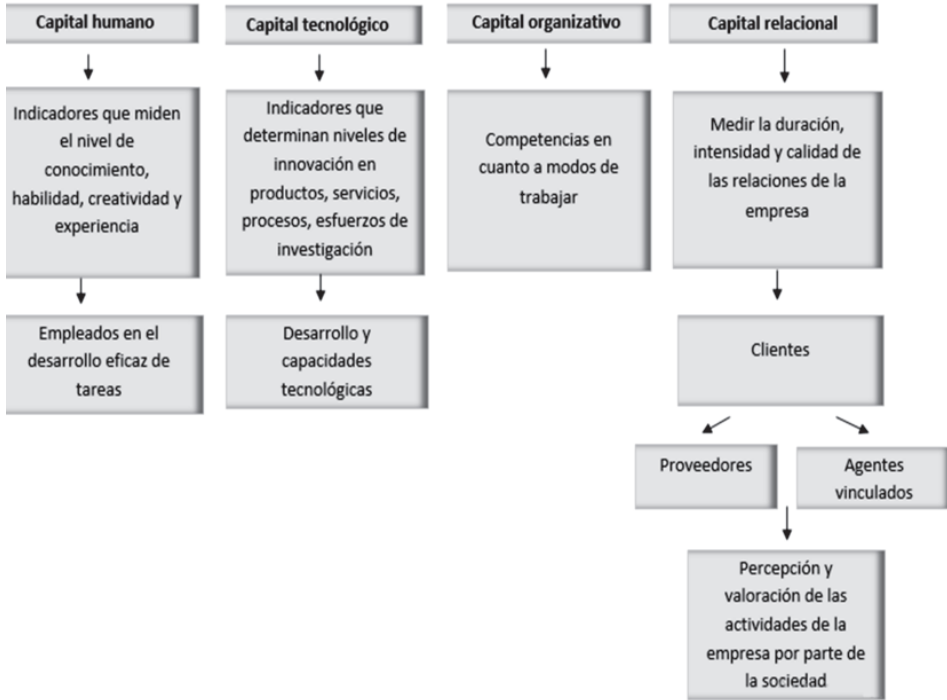 Capital humano
Capital tecnológico
Capital organizativo
Capital relacional
Indicadores que miden
el nivel de
conocimiento,
habilidad, creatividad y
experiencia
Indicadores que
determinan niveles de
innovación en
productos, servicios,
procesos, esfuerzos de
investigación
Competencias en
cuanto a modos de
trabajar
Medir la duración,
intensidad y calidad de
las relaciones de la
empresa
Empleados en el
desarrollo eficaz de
tareas
Desarrollo y
capacidades
tecnológicas
Clientes
Proveedores
Agentes
vinculados
Percepción y
valoración de las
actividades de la
empresa por parte de
la sociedad